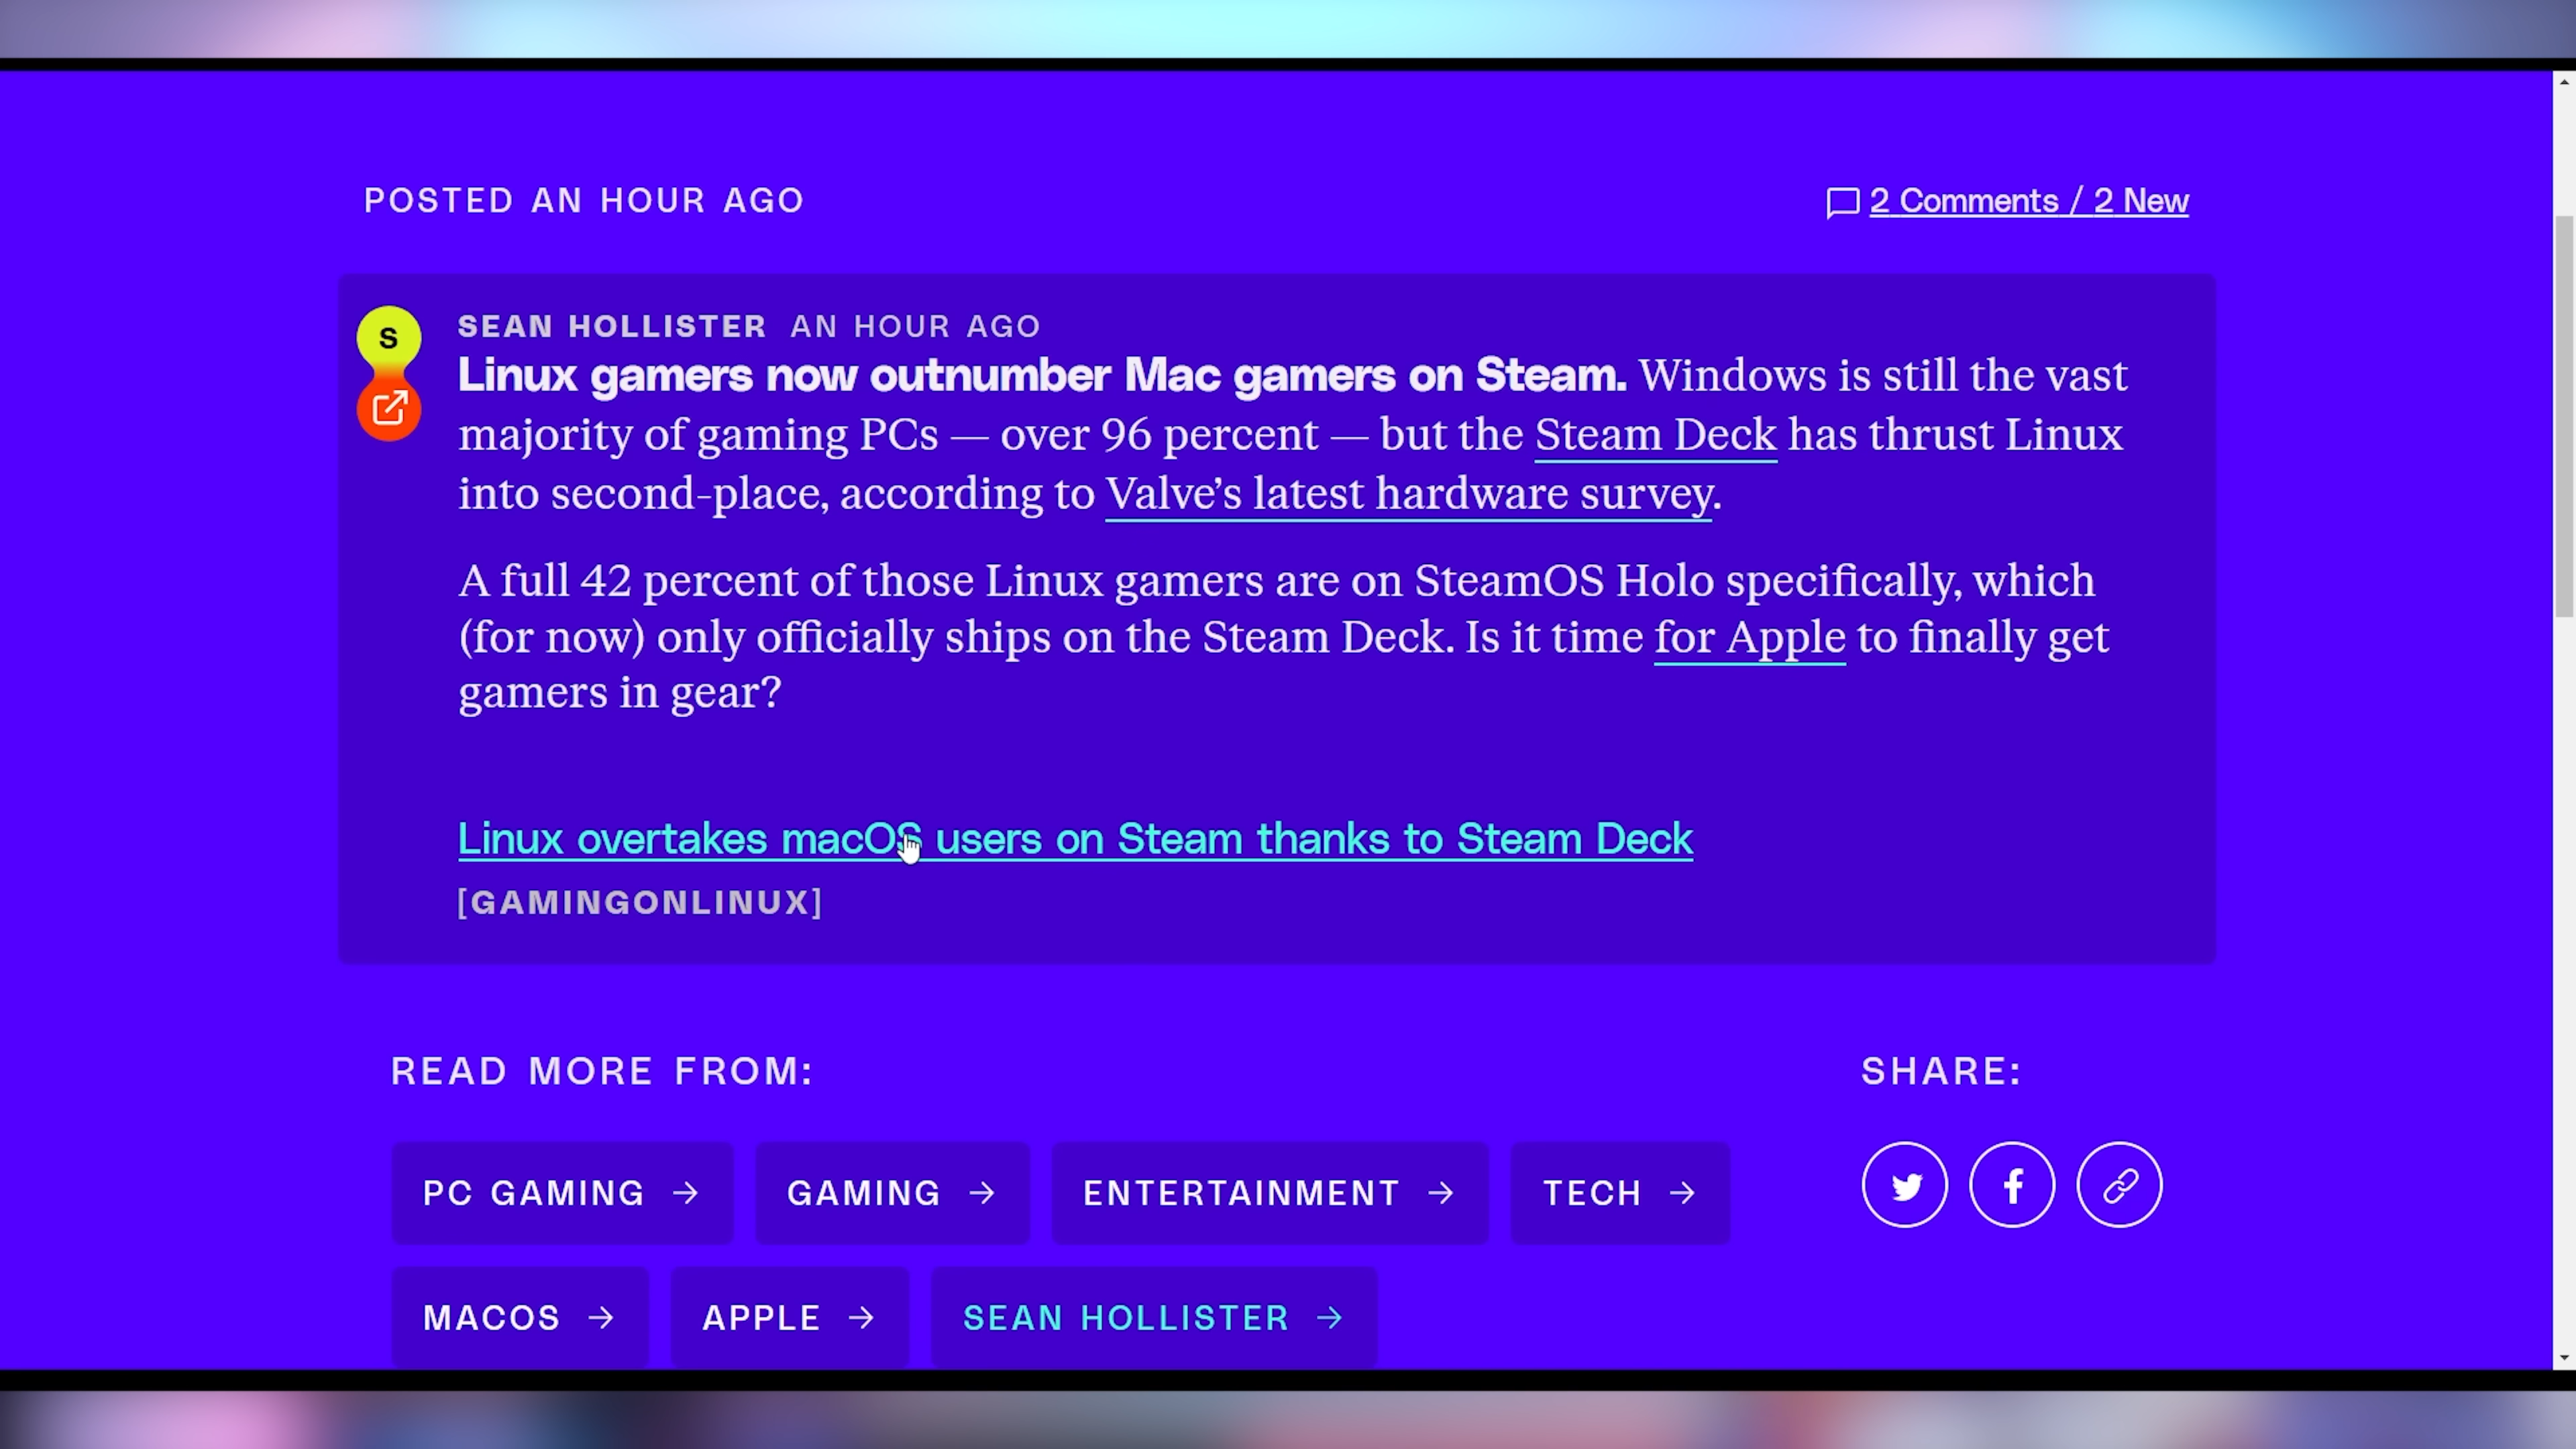 POSTED AN HOUR AGO
2 Comments / 2 New
S
SEAN HOLLISTER AN HOUR AGO
Linux gamers now outnumber Mac gamers on Steam. Windows is still the vast
majority of gaming PCs — over 96 percent — but the Steam Deck has thrust Linux
into second-place, according to Valve’s latest hardware survey.
A full 42 percent of those Linux gamers are on SteamOS Holo specifically, which
(for now) only officially ships on the Steam Deck. Is it time for Apple to finally get
gamers in gear?
Linux overtakes macOS users on Steam thanks to Steam Deck
[GAMINGONLINUX]
READ MORE FROM:
SHARE:
PC GAMING → GAMING → ENTERTAINMENT → TECH →
MACOS → APPLE → SEAN HOLLISTER →